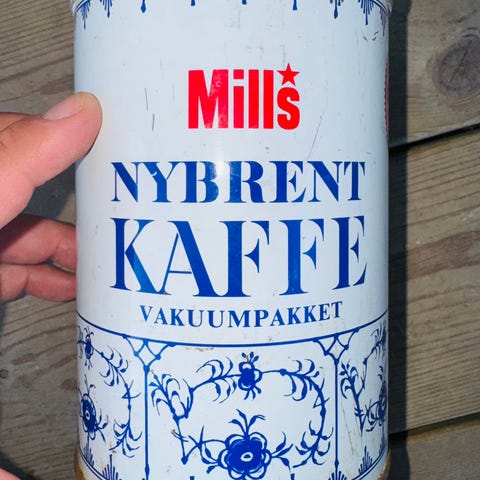 Mills
NYBRENT
KAFFE
VAKUUMPAKKET